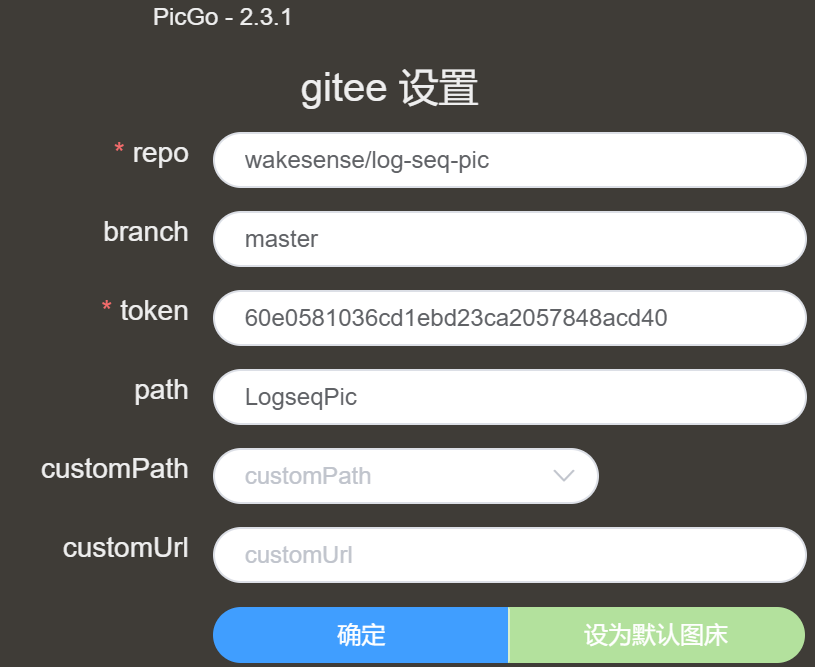 PicGo - 2.3.1
gitee 设置
* repo
wakesense/log-seq-pic
branch
master
* token
60e0581036cd1ebd23ca2057848acd40
path
LogseqPic
customPath
customPath
customUrl
customUrl
确定
设为默认图床